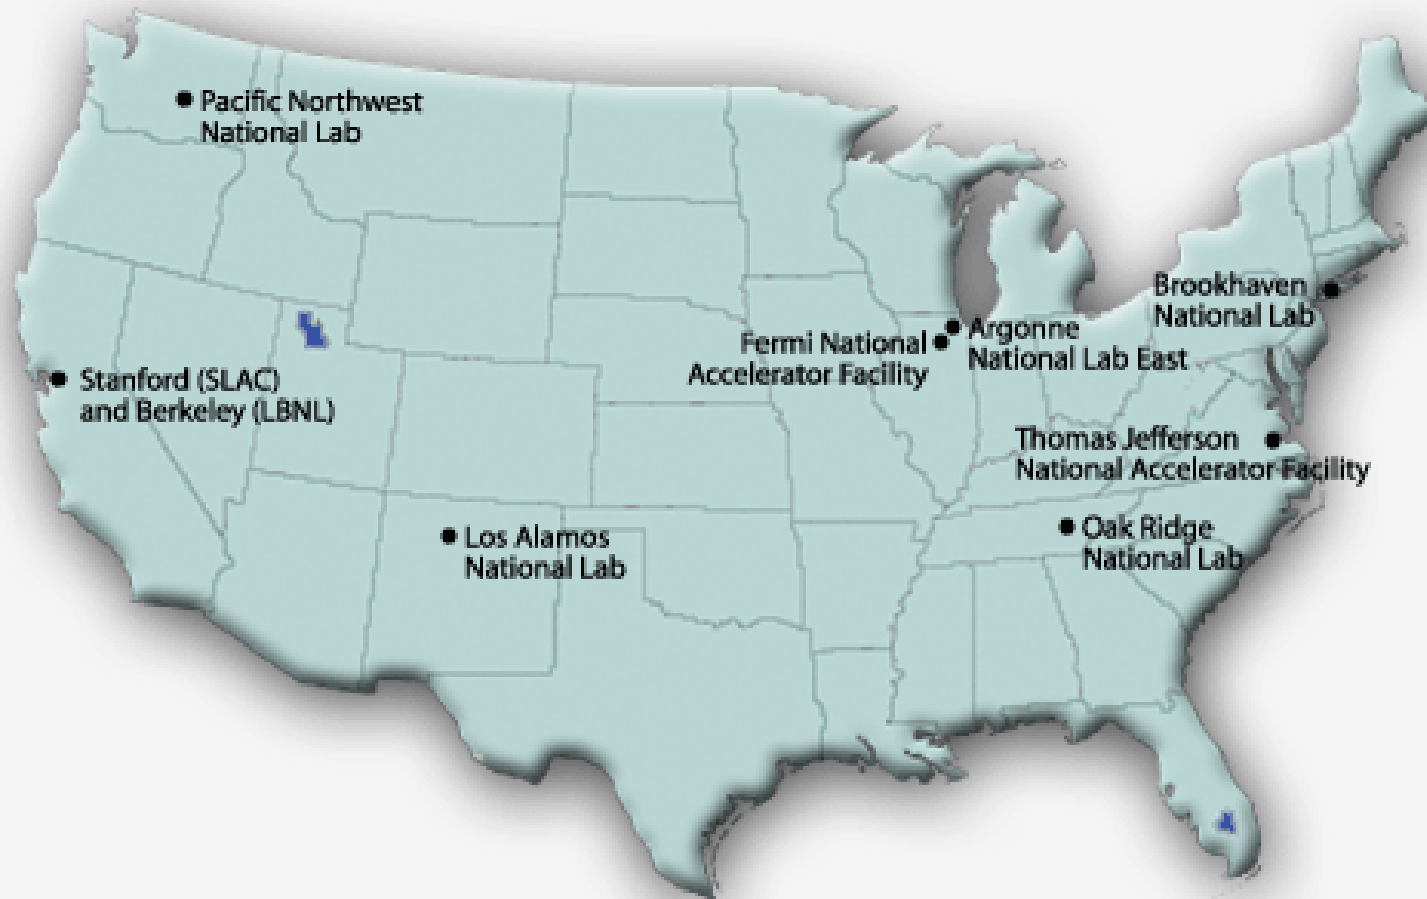 Pacific Northwest
National Lab
Brookhaven
National Lab
Fermi National
Accelerator Facility
Argonne
National Lab East
Stanford (SLAC)
and Berkeley (LBNL)
Thomas Jefferson
National Accelerator Facility
Los Alamos
National Lab
Oak Ridge
National Lab